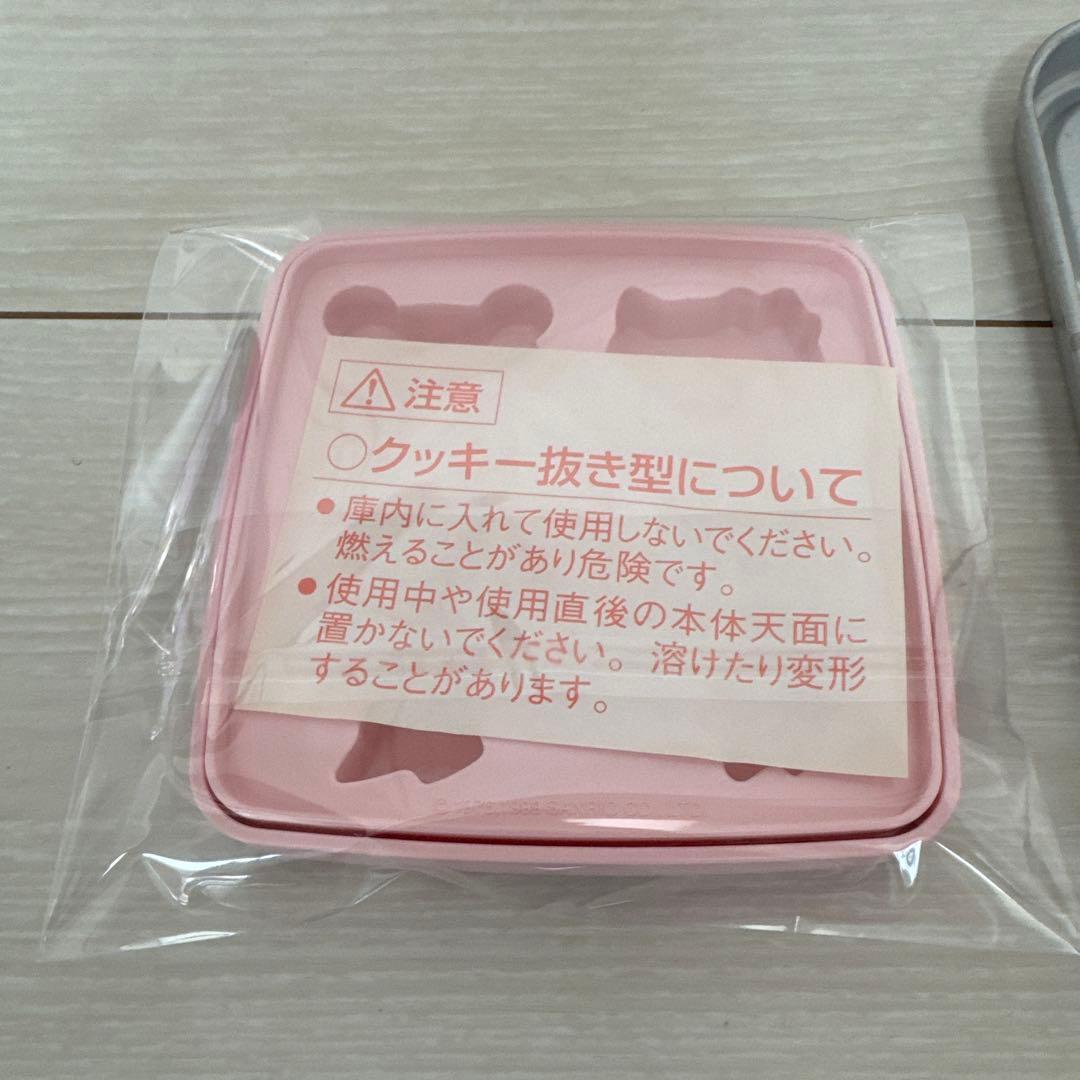 注意
○クッキー抜き型について
●庫内に入れて使用しないでください。
燃えることがあり危険です。
●使用中や使用直後の本体天面に
置かないでください。溶けたり変形
することがあります。
SANRIO CO., LTD.